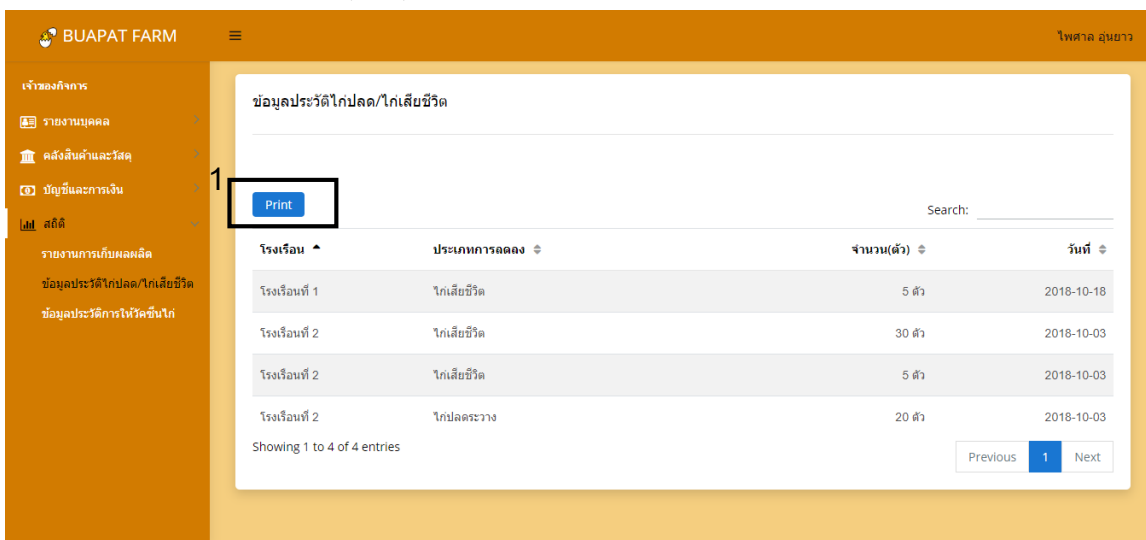 BUAPAT FARM
ไพศาล อุ่นยาว
เจ้าของกิจการ
รายงานบุคคล
คลังสินค้าและวัสดุ
บัญชีและการเงิน
สถิติ
รายงานการเก็บผลผลิต
ข้อมูลประวัติไก่ปลด/ไก่เสียชีวิต
ข้อมูลประวัติการให้วัคซีนไก่
ข้อมูลประวัติไก่ปลด/ไก่เสียชีวิต
1
Print
Search:
โรงเรือน ประเภทการลดลง จำนวน(ตัว) วันที่
โรงเรือนที่ 1 ไก่เสียชีวิต 5 ตัว 2018-10-18
โรงเรือนที่ 2 ไก่เสียชีวิต 30 ตัว 2018-10-03
โรงเรือนที่ 2 ไก่เสียชีวิต 5 ตัว 2018-10-03
โรงเรือนที่ 2 ไก่ปลดระวาง 20 ตัว 2018-10-03
Showing 1 to 4 of 4 entries
Previous 1 Next